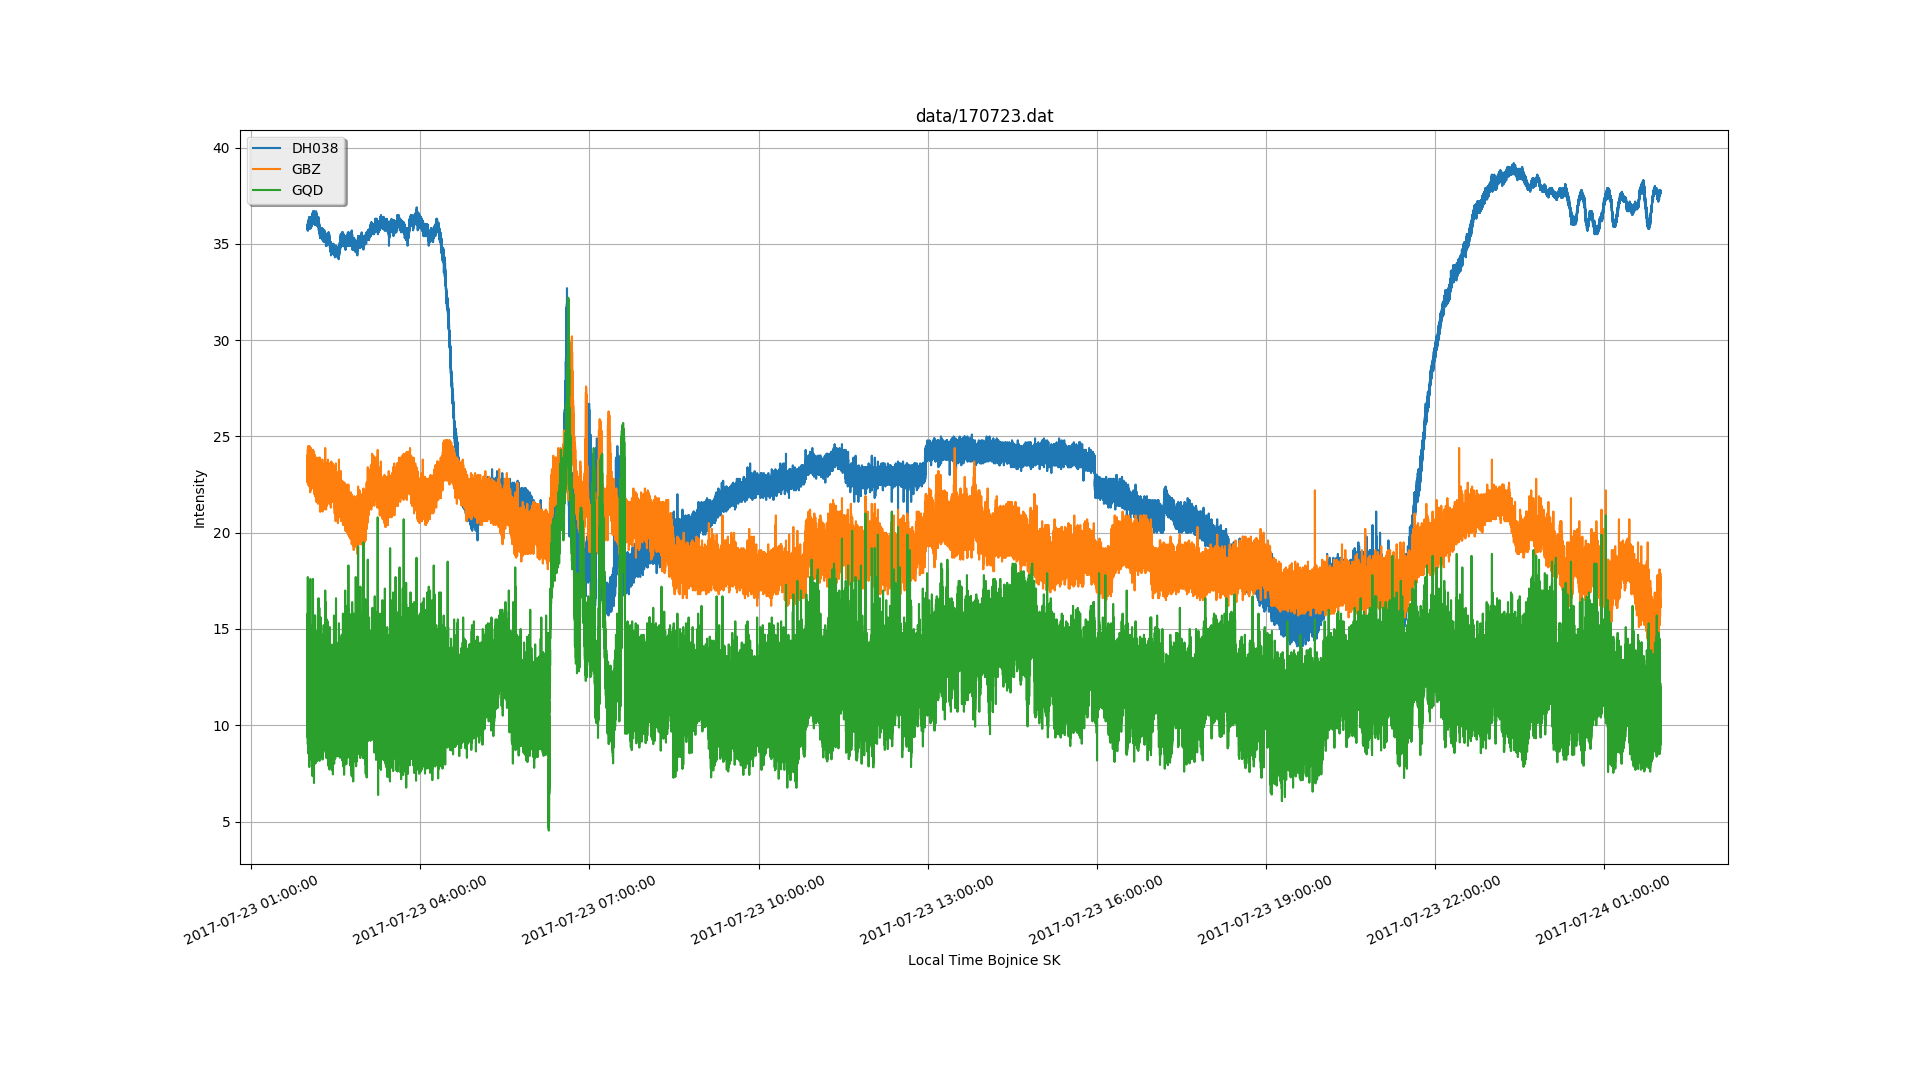 data/170723.dat
DH038
GBZ
GQD
40
35
30
25
20
15
10
5
Intensity
2017-07-23 01:00:00
2017-07-23 04:00:00
2017-07-23 07:00:00
2017-07-23 10:00:00
2017-07-23 13:00:00
2017-07-23 16:00:00
2017-07-23 19:00:00
2017-07-23 22:00:00
2017-07-24 01:00:00
Local Time Bojnice SK